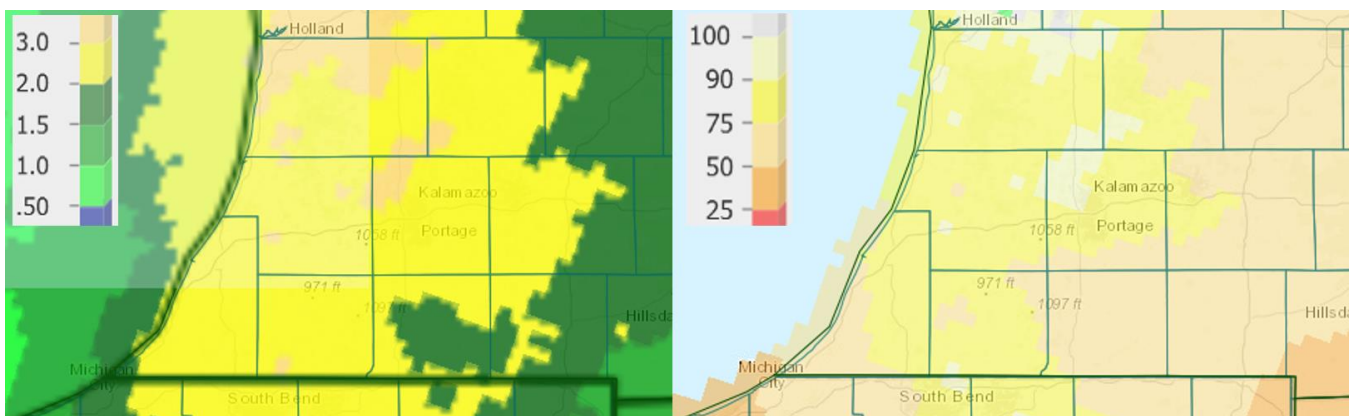 3.0
2.0
1.5
1.0
.50
Holland
Kalamazoo
1058 ft
Portage
971 ft
1097 ft
Hillsda
Michigan
City
South Bend
100
90
75
50
25
Holland
Kalamazoo
1058 ft
Portage
971 ft
1097 ft
Hillsd
Michigan
City
South Bend